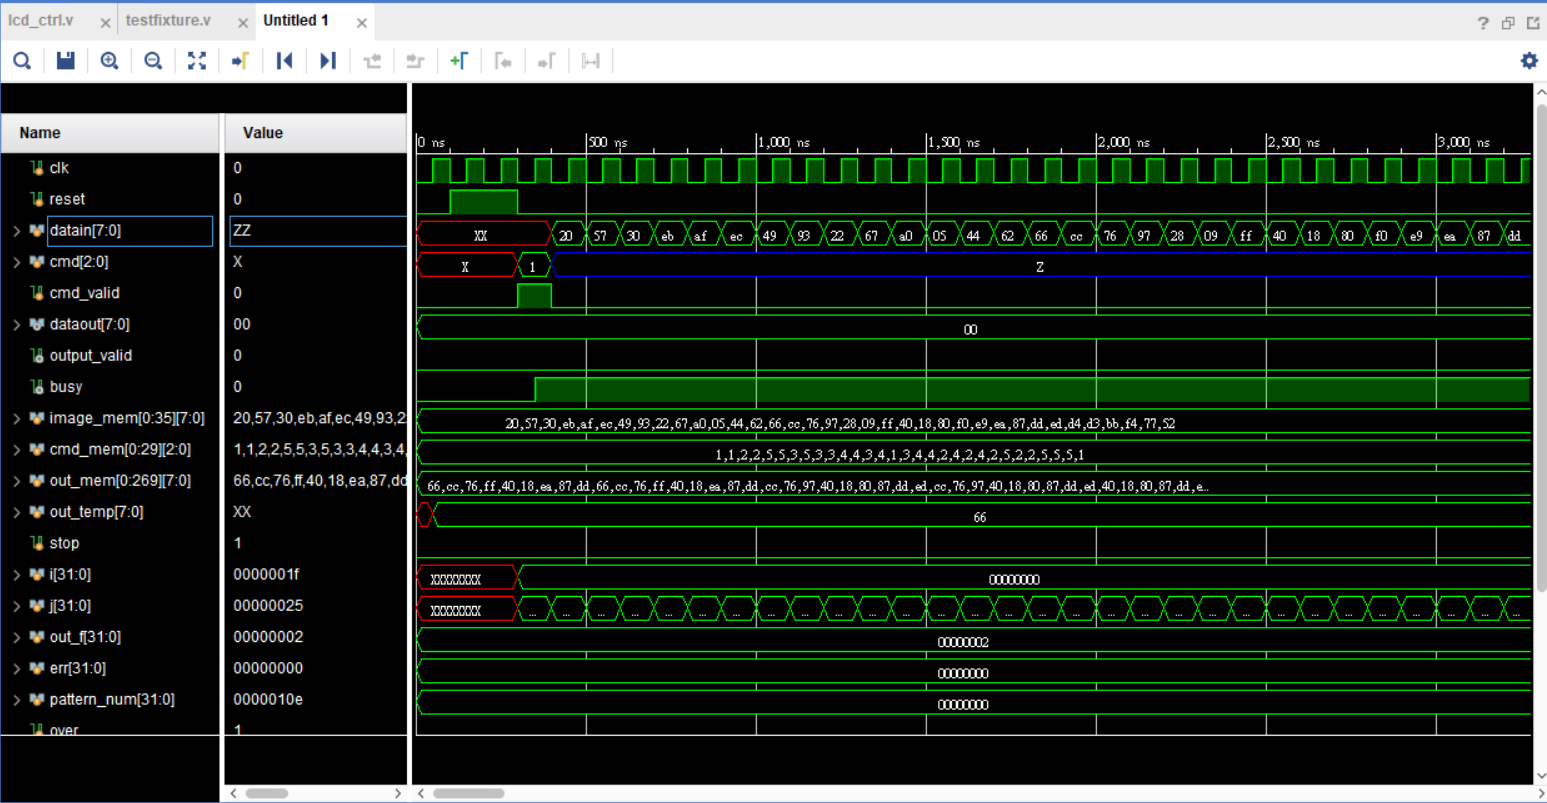 lcd_ctrl.v × testfixture.v × Untitled 1 ×
?
Name Value
0 ns 500 ns 1,000 ns 1,500 ns 2,000 ns 2,500 ns 3,000 ns
clk 0
reset 0
datain[7:0] ZZ XX 20 57 30 eb af ec 49 93 22 67 a0 05 44 62 66 cc 76 97 28 09 ff 40 18 80 f0 e9 ea 87 dd
cmd[2:0] X X 1 Z
cmd_valid 0
dataout[7:0] 00 00
output_valid 0
busy 0
image_mem[0:35][7:0] 20,57,30,eb,af,ec,49,93,2 20,57,30,eb,af,ec,49,93,22,67,a0,05,44,62,66,cc,76,97,28,09,ff,40,18,80,f0,e9,ea,87,dd,ed,d4,d3,bb,f4,77,52
cmd_mem[0:29][2:0] 1,1,2,2,5,5,3,5,3,3,4,4,3,4, 1,1,2,2,5,5,3,5,3,3,4,4,3,4,1,3,4,4,2,4,2,4,2,5,2,2,5,5,5,1
out_mem[0:269][7:0] 66,cc,76,ff,40,18,ea,87,dd 66,cc,76,ff,40,18,ea,87,dd,66,cc,76,ff,40,18,ea,87,dd,cc,76,97,40,18,80,87,dd,ed,cc,76,97,40,18,80,87,dd,ed,40,18,80,87,dd,e...
out_temp[7:0] XX 66
stop 1
i[31:0] 0000001f XXXXXXXX 00000000
j[31:0] 00000025 XXXXXXXX ... ... ... ... ... ... ... ... ... ... ... ... ... ... ... ... ... ... ... ... ... ... ... ... ... ... ... ... ... ...
out_f[31:0] 00000002 00000002
err[31:0] 00000000 00000000
pattern_num[31:0] 0000010e 00000000
over 1